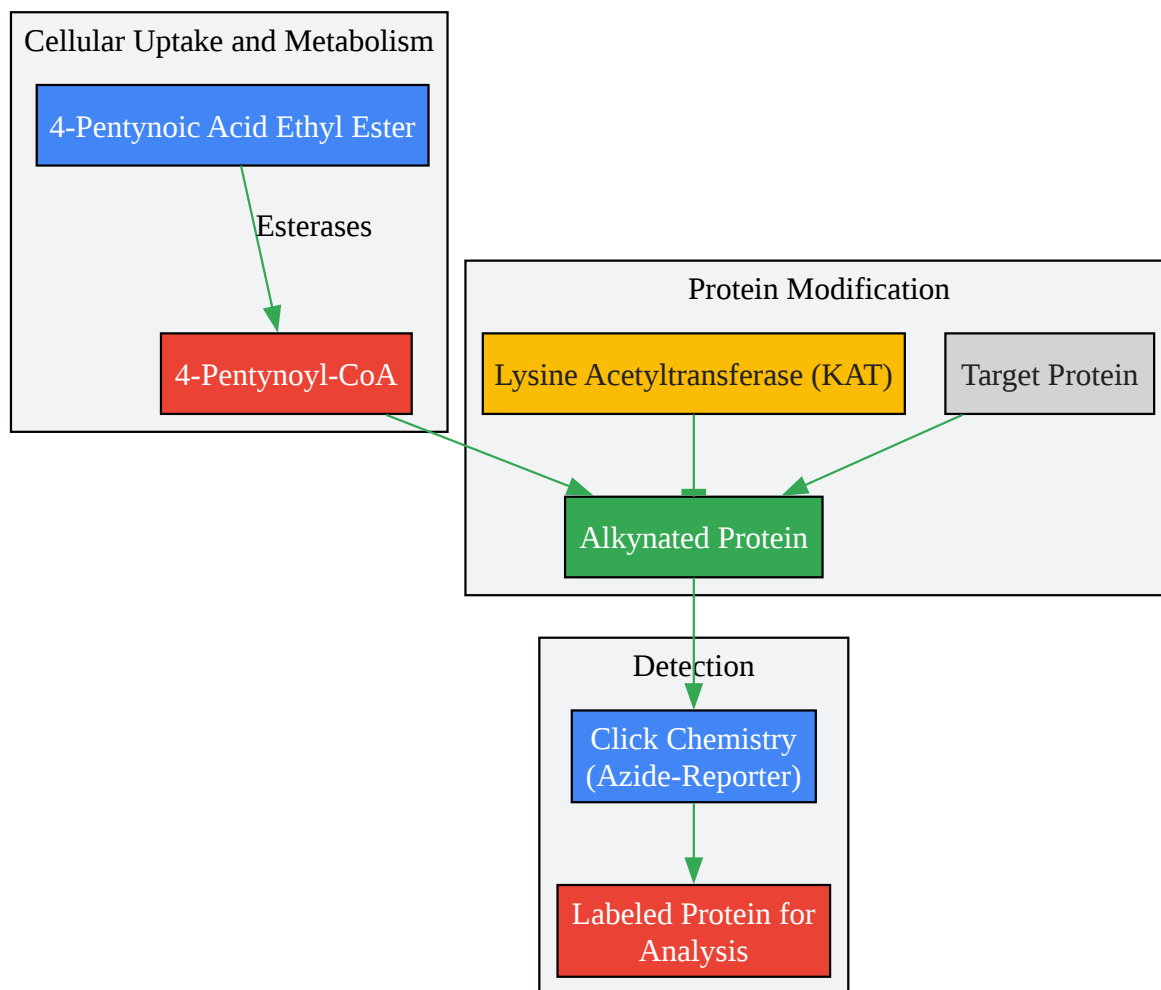 Cellular Uptake and Metabolism
4-Pentynoic Acid Ethyl Ester
Esterases
4-Pentynoyl-CoA
Protein Modification
Lysine Acetyltransferase (KAT)
Target Protein
Alkynated Protein
Detection
Click Chemistry
(Azide-Reporter)
Labeled Protein for
Analysis